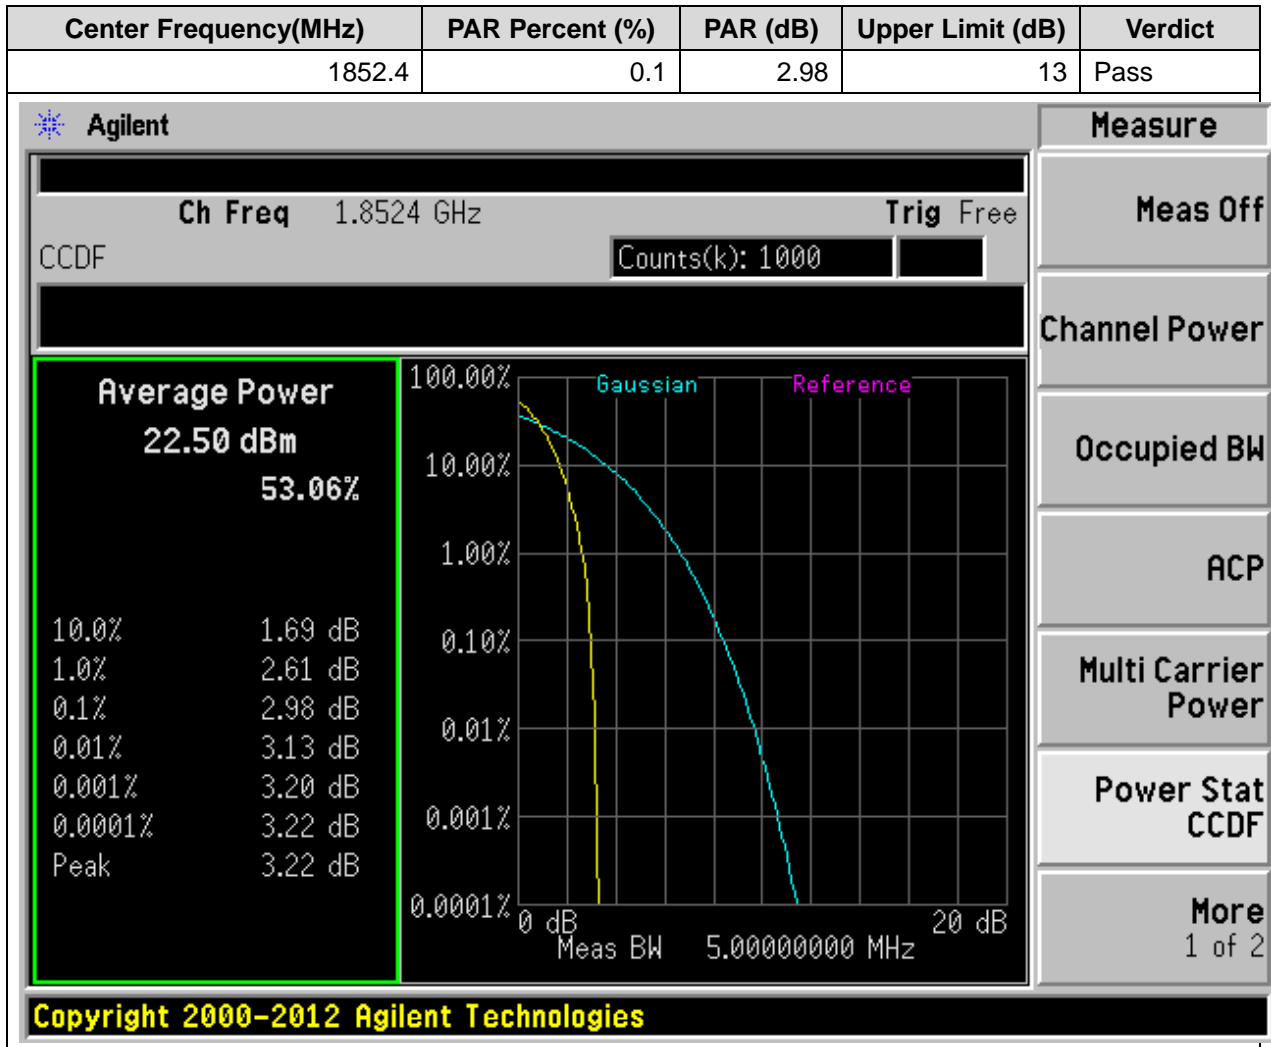 Center Frequency(MHz) PAR Percent (%) PAR (dB) Upper Limit (dB) Verdict
1852.4 0.1 2.98 13 Pass
Agilent
Measure
Ch Freq 1.8524 GHz Trig Free
Meas Off
CCDF Counts(k): 1000
Channel Power
Average Power
22.50 dBm
53.06%
10.0% 1.69 dB
1.0% 2.61 dB
0.1% 2.98 dB
0.01% 3.13 dB
0.001% 3.20 dB
0.0001% 3.22 dB
Peak 3.22 dB
Gaussian Reference
100.00%
10.00%
1.00%
0.10%
0.01%
0.001%
0.0001%
0 dB 20 dB
Meas BW 5.00000000 MHz
Occupied BW
ACP
Multi Carrier
Power
Power Stat
CCDF
More
1 of 2
Copyright 2000-2012 Agilent Technologies